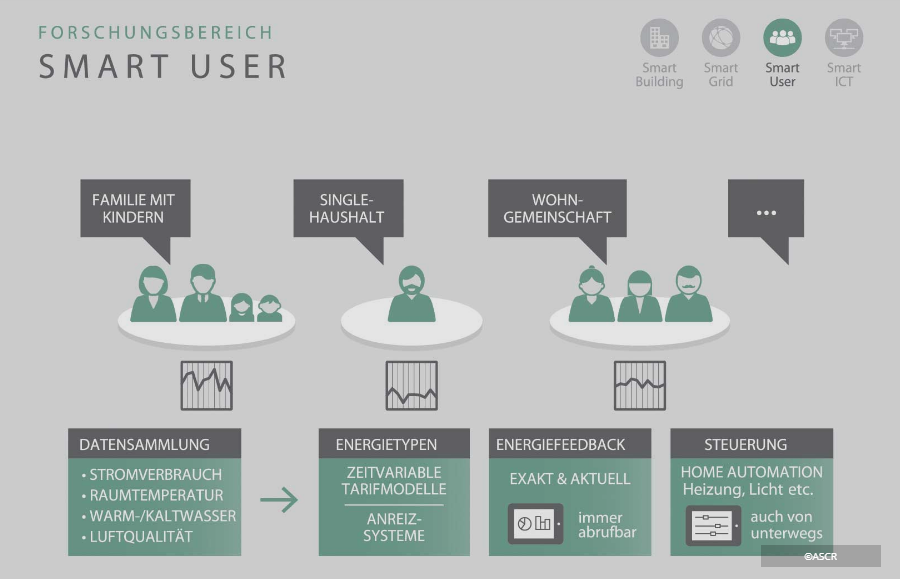 FORSCHUNGSBEREICH
SMART USER
Smart
Building
Smart
Grid
Smart
User
Smart
ICT
FAMILIE MIT
KINDERN
SINGLE-
HAUSHALT
WOHN-
GEMEINSCHAFT
...
DATENSAMMLUNG
• STROMVERBRAUCH
• RAUMTEMPERATUR
• WARM-/KALTWASSER
• LUFTQUALITÄT
ENERGIETYPEN
ZEITVARIABLE
TARIFMODELLE
ANREIZ-
SYSTEME
ENERGIEFEEDBACK
EXAKT & AKTUELL
immer
abrufbar
STEUERUNG
HOME AUTOMATION
Heizung, Licht etc.
auch von
unterwegs
©ASCR